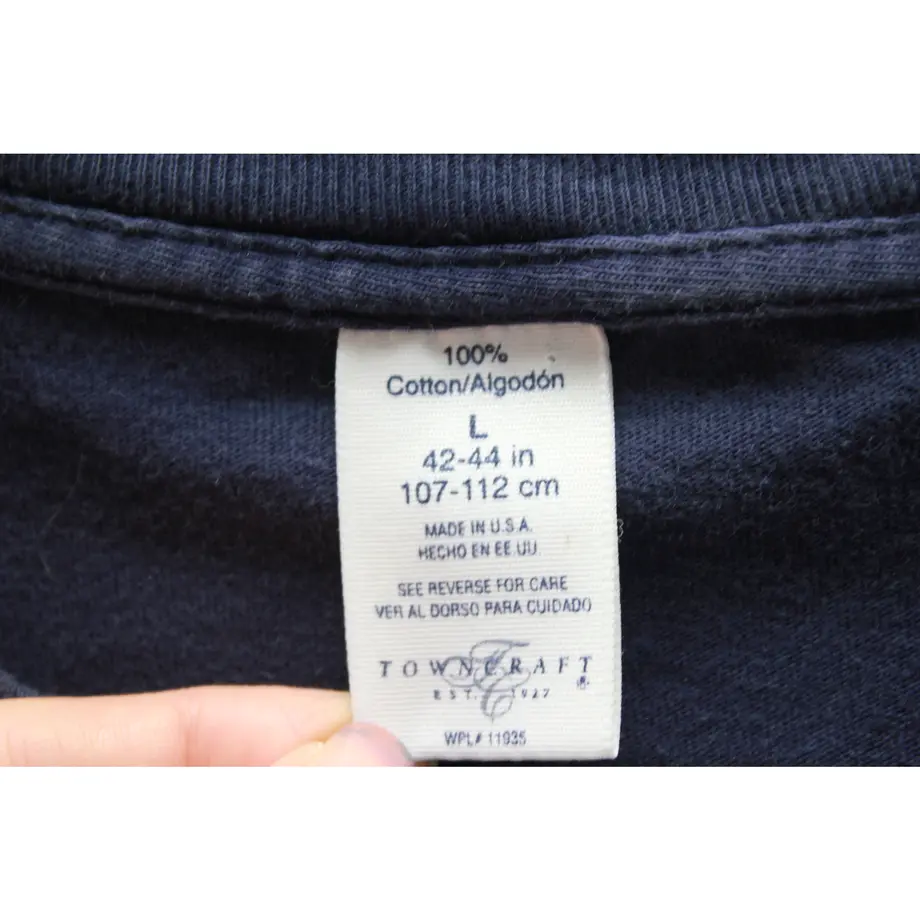 100%
Cotton/Algodón
L
42-44 in
107-112 cm
MADE IN U.S.A.
HECHO EN EE.UU.
SEE REVERSE FOR CARE
VER AL DORSO PARA CUIDADO
TOWNCRAFT
EST. 1927
WPL# 11935